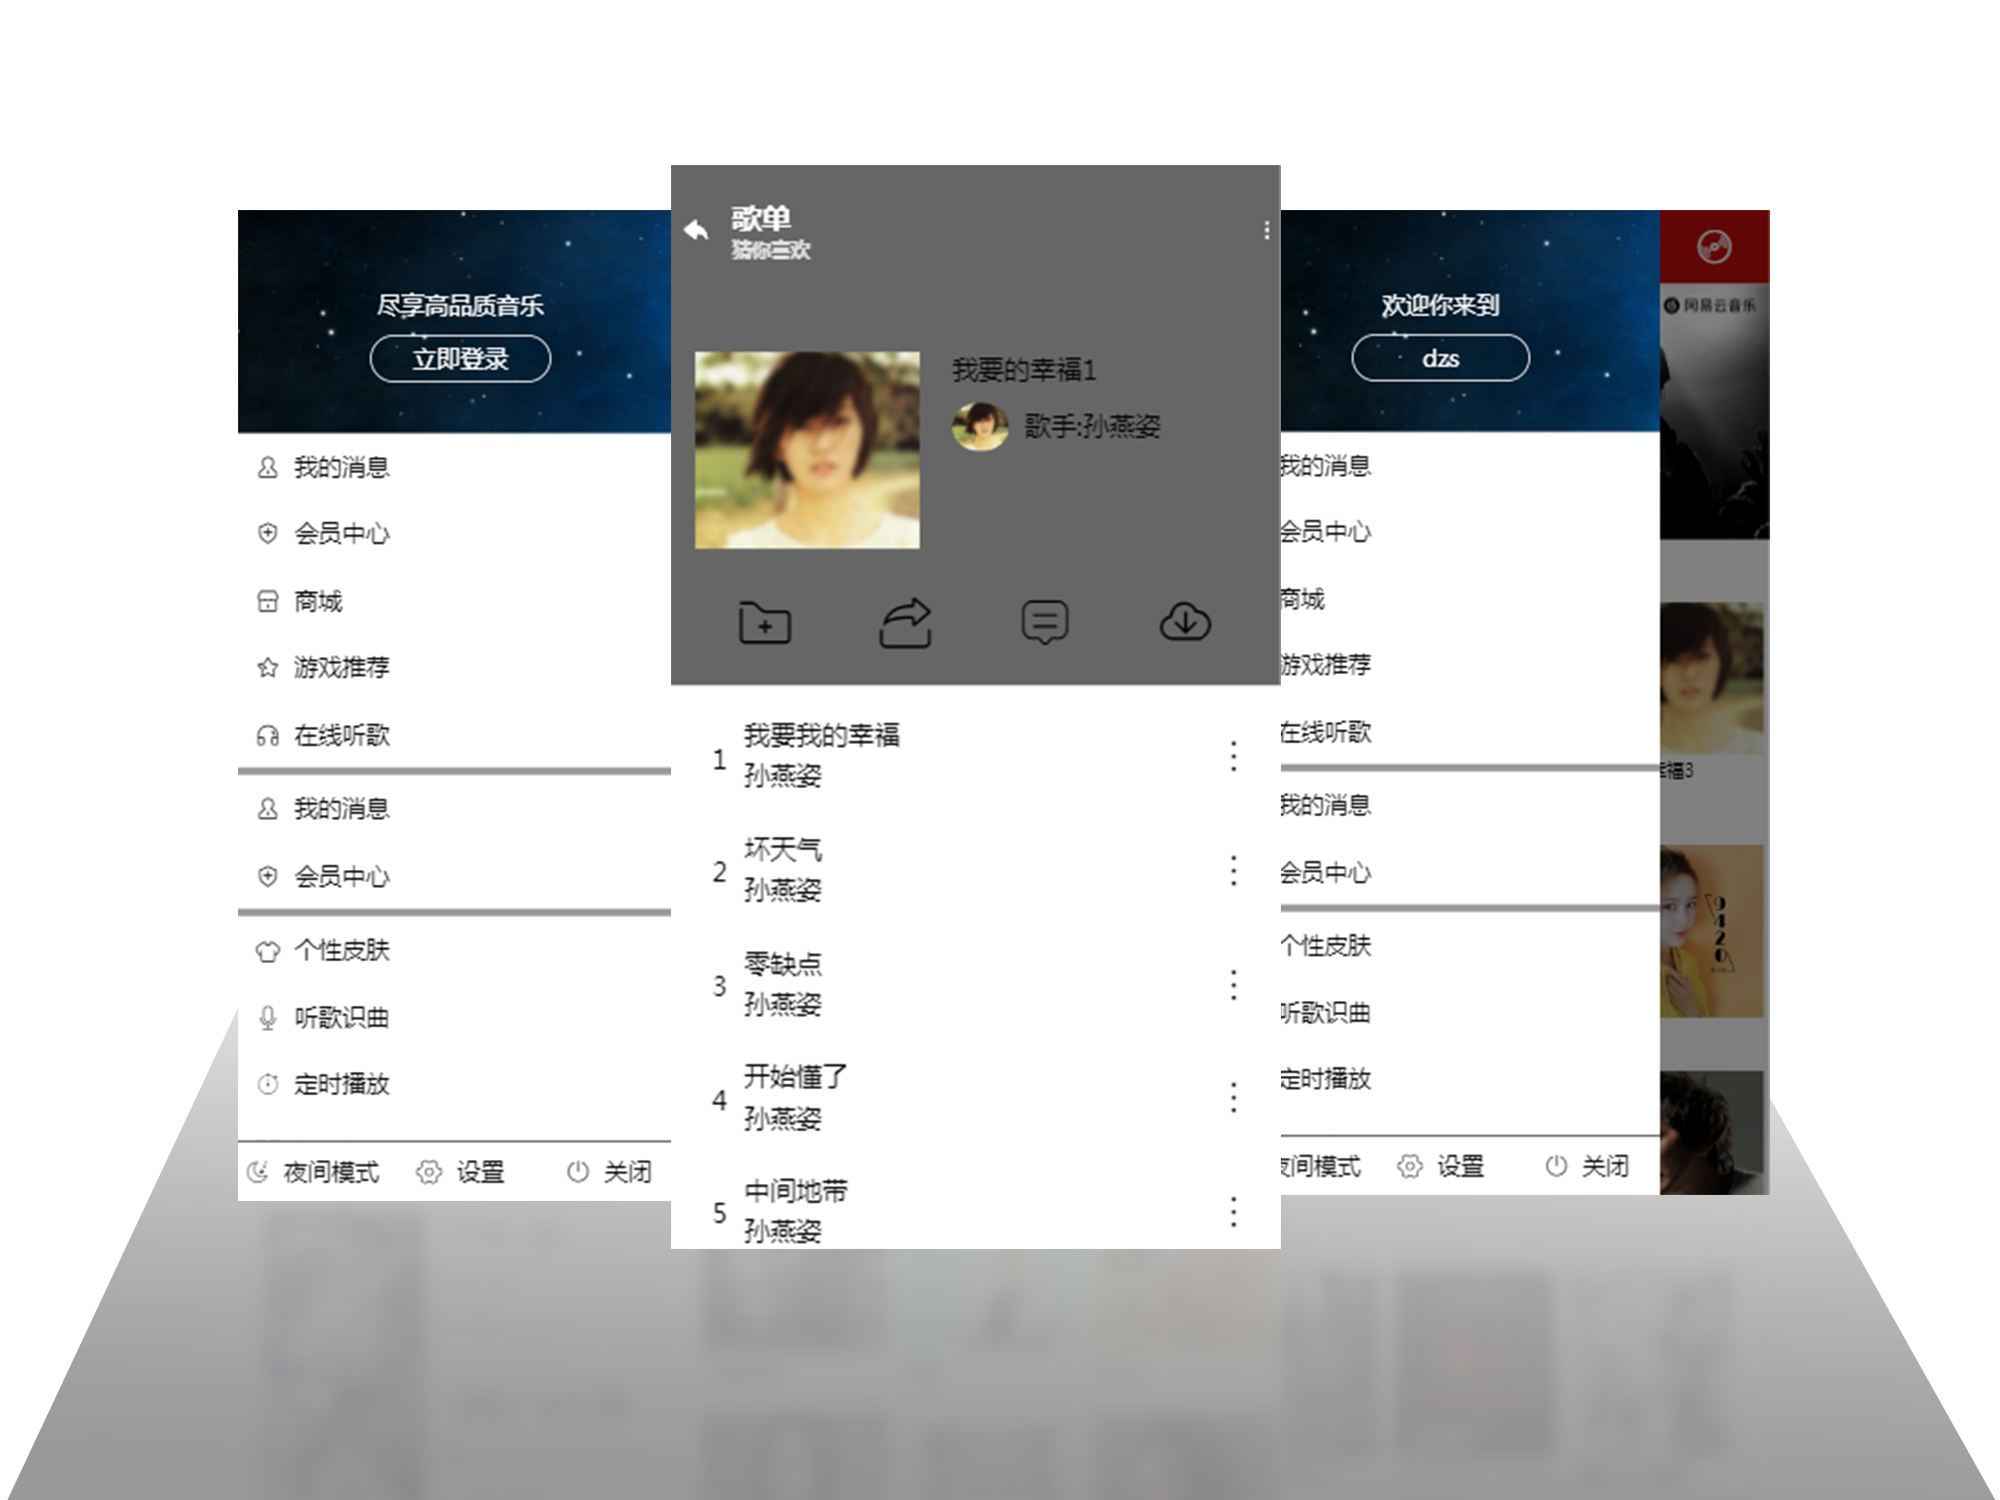 尽享高品质音乐
立即登录
我的消息
会员中心
商城
游戏推荐
在线听歌
我的消息
会员中心
个性皮肤
听歌识曲
定时播放
夜间模式 设置 关闭
歌单
猜你喜欢
我要的幸福1
歌手:孙燕姿
1
我要我的幸福
孙燕姿
2
坏天气
孙燕姿
3
零缺点
孙燕姿
4
开始懂了
孙燕姿
5
中间地带
孙燕姿
欢迎你来到
dzs
我的消息
会员中心
商城
游戏推荐
在线听歌
我的消息
会员中心
个性皮肤
听歌识曲
定时播放
夜间模式 设置 关闭
网易云音乐
幸福3
9420